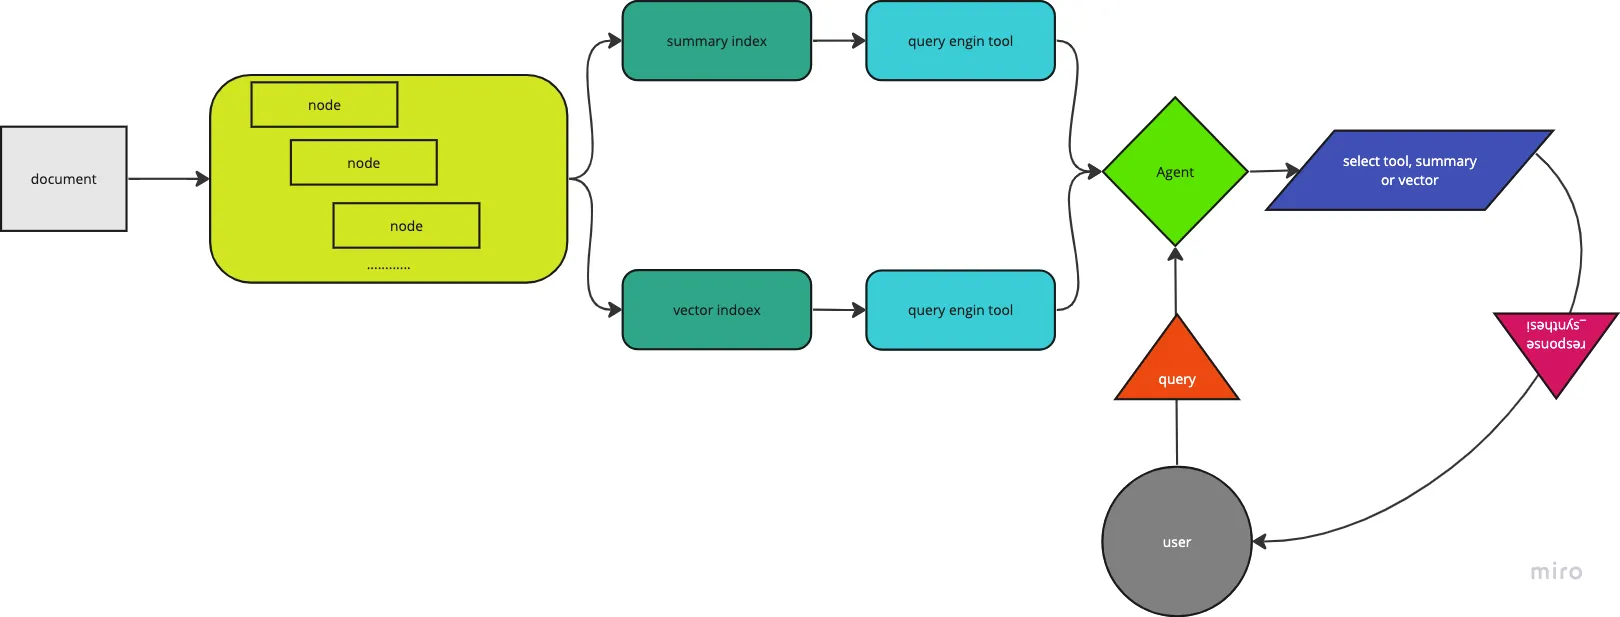 document
node
node
node
............
summary index
query engin tool
vector indoex
query engin tool
Agent
select tool, summary
or vector
response
_synthesi
query
user
miro